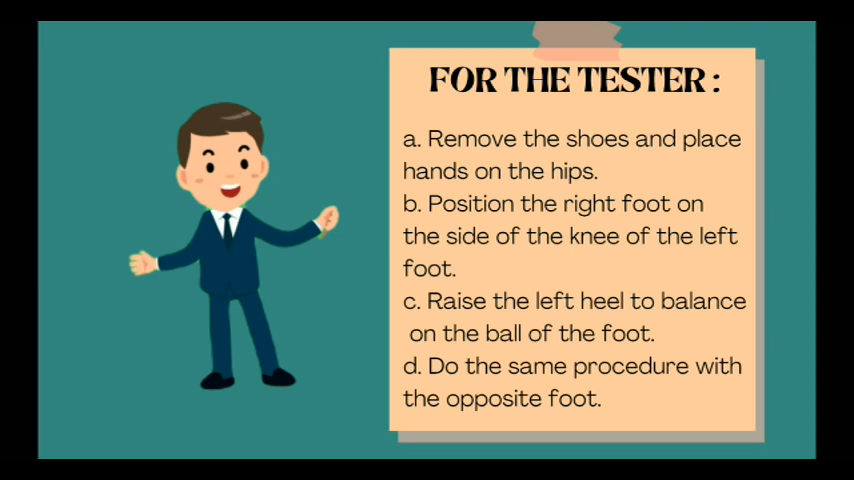 FOR THE TESTER :
a. Remove the shoes and place
hands on the hips.
b. Position the right foot on
the side of the knee of the left
foot.
c. Raise the left heel to balance
on the ball of the foot.
d. Do the same procedure with
the opposite foot.